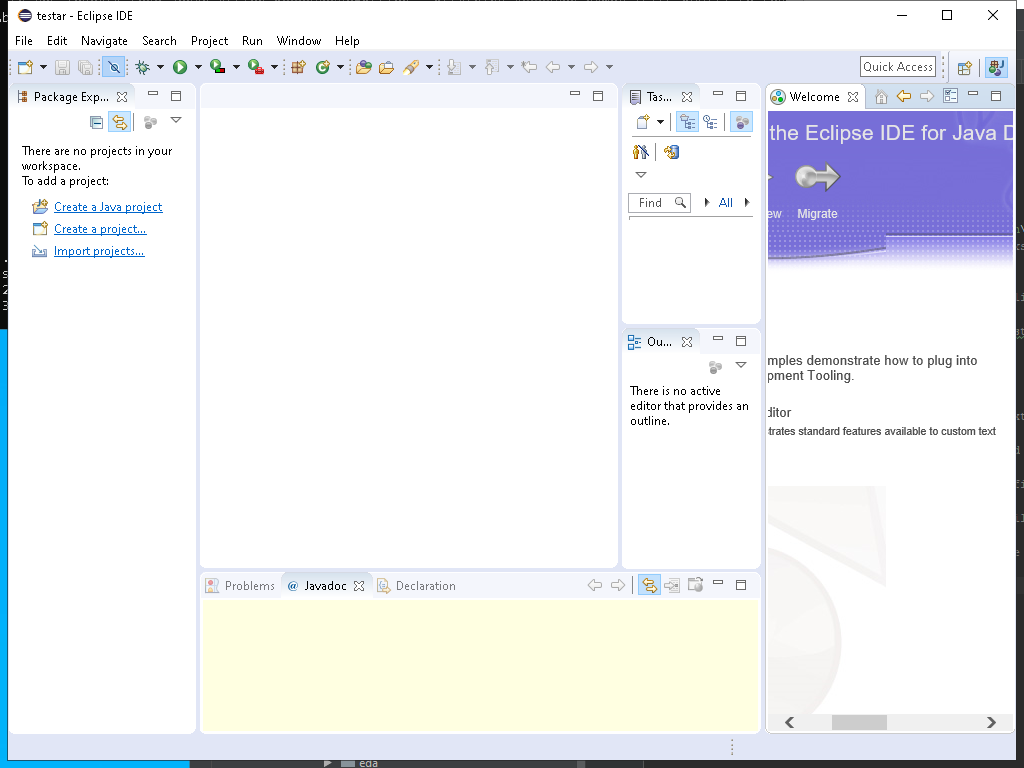 testar - Eclipse IDE
File Edit Navigate Search Project Run Window Help
Quick Access
Package Exp...
There are no projects in your
workspace.
To add a project:
Create a Java project
Create a project...
Import projects...
Tas...
Find
All
Ou...
There is no active
editor that provides an
outline.
Welcome
the Eclipse IDE for Java D
ew Migrate
mples demonstrate how to plug into
pment Tooling.
ditor
trates standard features available to custom text
Problems @ Javadoc Declaration
eda